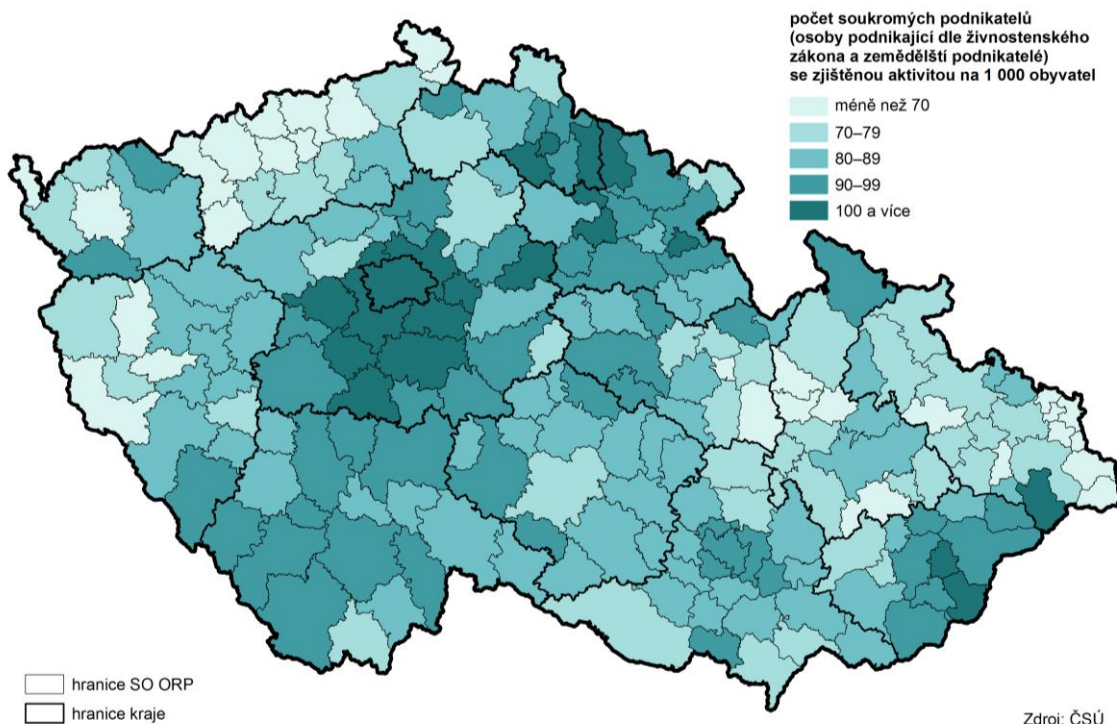 počet soukromých podnikatelů
(osoby podnikající dle živnostenského
zákona a zemědělští podnikatelé)
se zjištěnou aktivitou na 1 000 obyvatel
méně než 70
70–79
80–89
90–99
100 a více
hranice SO ORP
hranice kraje
Zdroj: ČSÚ